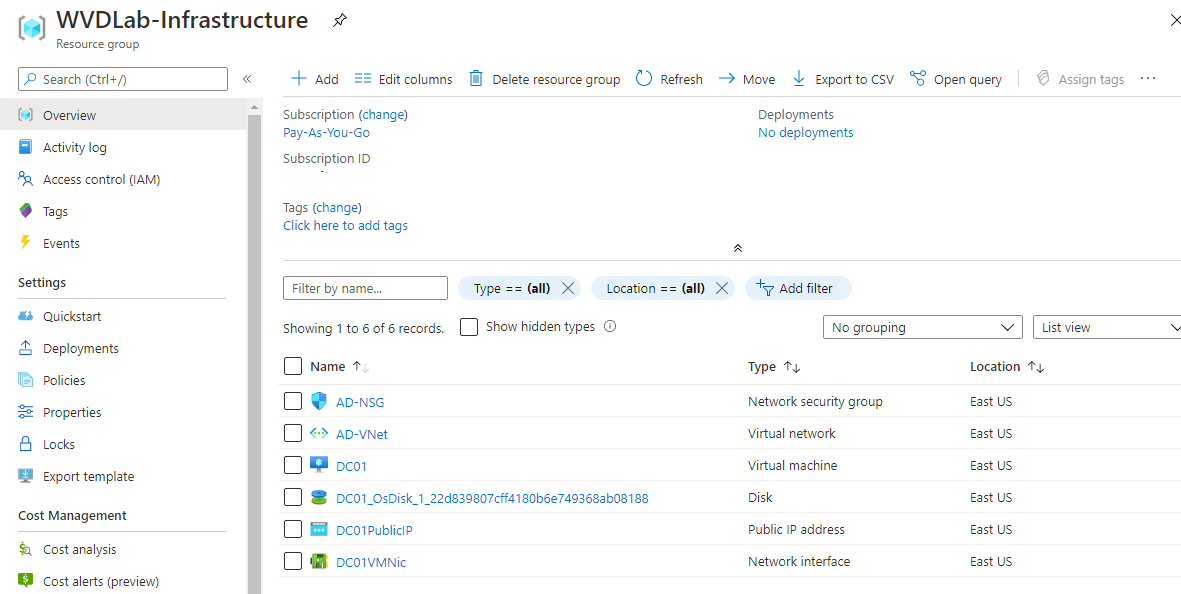 WVDLab-Infrastructure
Resource group
Search (Ctrl+/)
«
Add
Edit columns
Delete resource group
Refresh
Move
Export to CSV
Open query
Assign tags
...
Overview
Activity log
Access control (IAM)
Tags
Events
Settings
Quickstart
Deployments
Policies
Properties
Locks
Export template
Cost Management
Cost analysis
Cost alerts (preview)
Subscription (change)
Pay-As-You-Go
Subscription ID
Deployments
No deployments
Tags (change)
Click here to add tags
Filter by name...
Type == (all)
Location == (all)
Add filter
Showing 1 to 6 of 6 records.
Show hidden types
No grouping
List view
Name Type Location
AD-NSG Network security group East US
AD-VNet Virtual network East US
DC01 Virtual machine East US
DC01_OsDisk_1_22d839807cff4180b6e749368ab08188 Disk East US
DC01PublicIP Public IP address East US
DC01VMNic Network interface East US